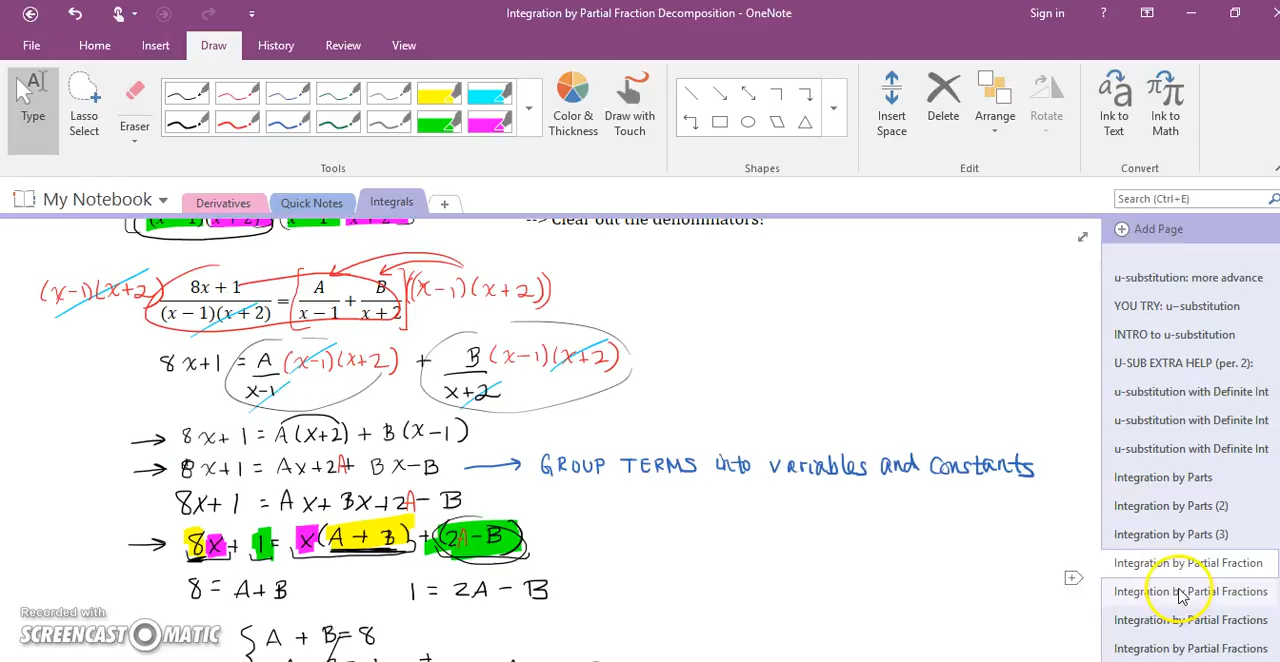 Integration by Partial Fraction Decomposition - OneNote
Sign in
?
File Home Insert Draw History Review View
Type
Lasso Select
Eraser
Color & Thickness
Draw with Touch
Insert Space
Delete
Arrange
Rotate
Ink to Text
Ink to Math
Tools
Shapes
Edit
Convert
My Notebook
Derivatives
Quick Notes
Integrals
Search (Ctrl+E)
Add Page
--> Clear out the denominators!
(x-1)(x+2) (8x + 1)/((x − 1)(x + 2)) = [A/(x − 1) + B/(x + 2)] ((x-1)(x+2))
8x+1 = A/(x-1) (x-1)(x+2) + B/(x+2) (x-1)(x+2)
→ 8x+1 = A(x+2) + B(x-1)
→ 8x+1 = Ax+2A+ Bx-B → GROUP TERMS into variables and constants
8x+1 = Ax+Bx+2A-B
→ 8x+1= x(A+B)+(2A-B)
8 = A+B 1 = 2A-B
{ A + B = 8
u-substitution: more advance
YOU TRY: u-substitution
INTRO to u-substitution
U-SUB EXTRA HELP (per. 2):
u-substitution with Definite Int
u-substitution with Definite Int
u-substitution with Definite Int
Integration by Parts
Integration by Parts (2)
Integration by Parts (3)
Integration by Partial Fraction
Integration by Partial Fractions
Integration by Partial Fractions
Integration by Partial Fractions
Recorded with
SCREENCAST-O-MATIC